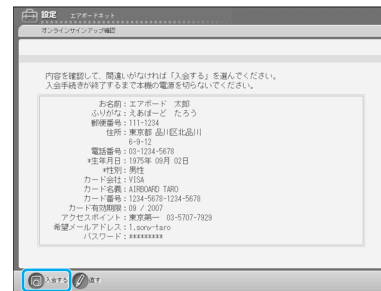 設定 エアボードネット
オンラインサインアップ確認
内容を確認して、間違いがなければ「入会する」を選んでください。
入会手続きが終了するまで本機の電源を切らないでください。
お名前:エアボード 太郎
ふりがな:えあぼーど たろう
郵便番号:111-1234
住所:東京都 品川区北品川
6-9-12
電話番号:03-1234-5678
*生年月日:1975年 09月 02日
*性別:男性
カード会社:VISA
カード名義:AIRBOARD TARO
カード番号:1234-5678-1234-5678
カード有効期限:09 / 2007
アクセスポイント:東京第一 03-5707-7929
希望メールアドレス:1.sony-taro
パスワード:*********
入会する 直す